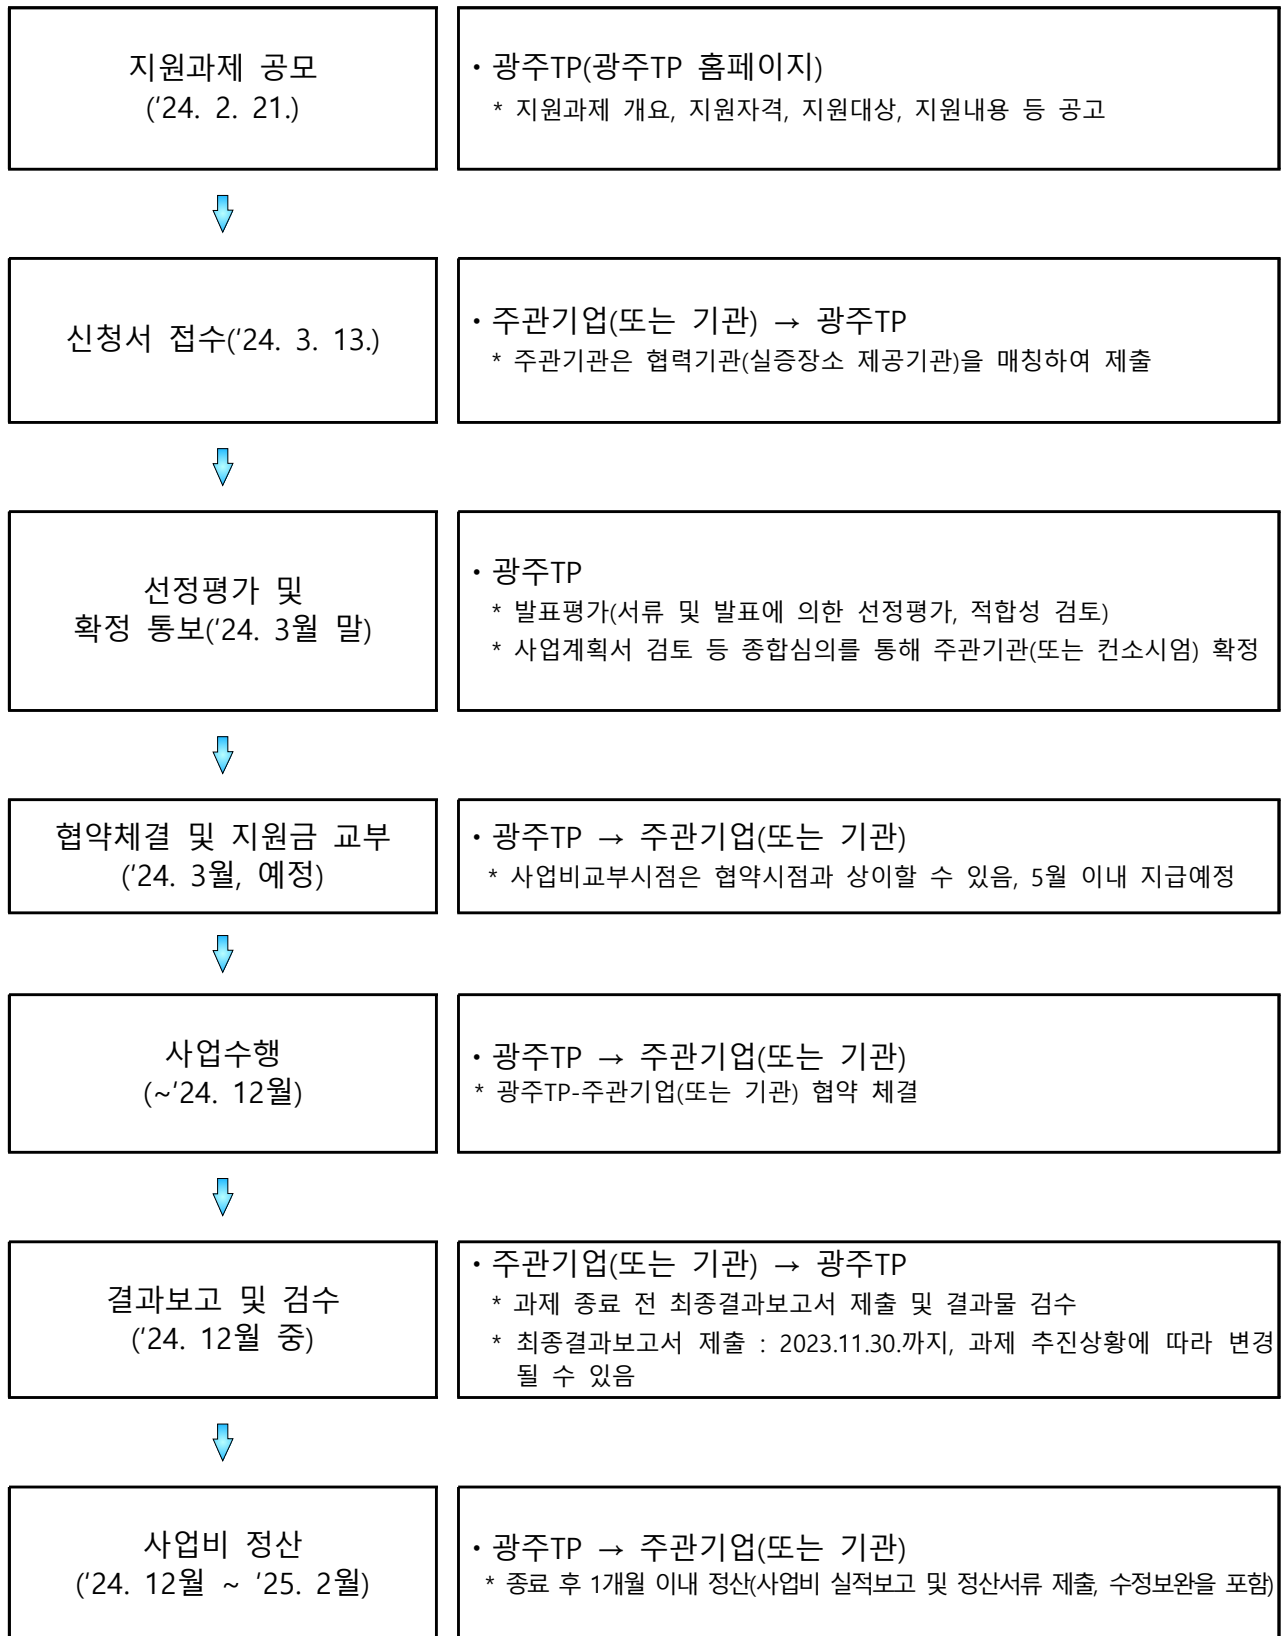 지원과제 공모
(‘24. 2. 21.)
・광주TP(광주TP 홈페이지)
* 지원과제 개요, 지원자격, 지원대상, 지원내용 등 공고
신청서 접수(‘24. 3. 13.)
・주관기업(또는 기관) → 광주TP
* 주관기관은 협력기관(실증장소 제공기관)을 매칭하여 제출
선정평가 및
확정 통보(‘24. 3월 말)
・광주TP
* 발표평가(서류 및 발표에 의한 선정평가, 적합성 검토)
* 사업계획서 검토 등 종합심의를 통해 주관기관(또는 컨소시엄) 확정
협약체결 및 지원금 교부
(‘24. 3월, 예정)
・광주TP → 주관기업(또는 기관)
* 사업비교부시점은 협약시점과 상이할 수 있음, 5월 이내 지급예정
사업수행
(~‘24. 12월)
・광주TP → 주관기업(또는 기관)
* 광주TP-주관기업(또는 기관) 협약 체결
결과보고 및 검수
(‘24. 12월 중)
・주관기업(또는 기관) → 광주TP
* 과제 종료 전 최종결과보고서 제출 및 결과물 검수
* 최종결과보고서 제출 : 2023.11.30.까지, 과제 추진상황에 따라 변경
될 수 있음
사업비 정산
(‘24. 12월 ~ ‘25. 2월)
・광주TP → 주관기업(또는 기관)
* 종료 후 1개월 이내 정산(사업비 실적보고 및 정산서류 제출, 수정보완을 포함)